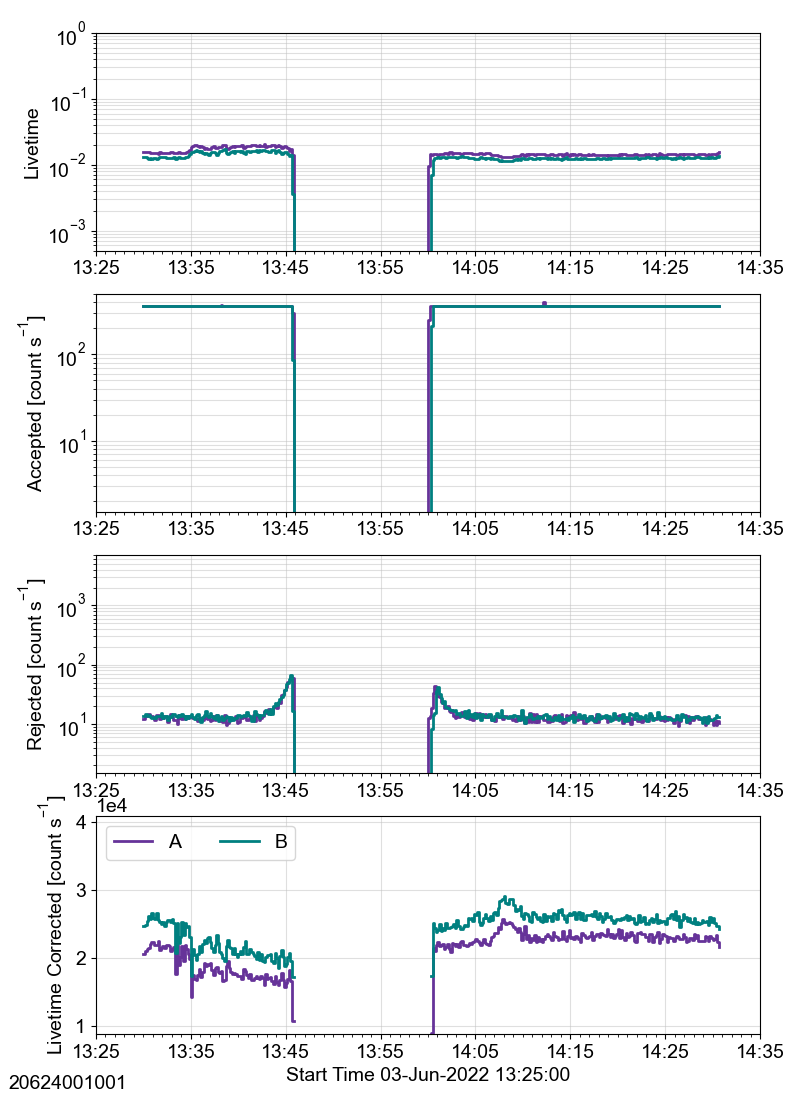 Livetime
10^0
10^−1
10^−2
10^−3
13:25 13:35 13:45 13:55 14:05 14:15 14:25 14:35
Accepted [count s^−1]
10^2
10^1
13:25 13:35 13:45 13:55 14:05 14:15 14:25 14:35
Rejected [count s^−1]
10^3
10^2
10^1
13:25 13:35 13:45 13:55 14:05 14:15 14:25 14:35
Livetime Corrected [count s^−1]
1e4
4
3
2
1
A B
13:25 13:35 13:45 13:55 14:05 14:15 14:25 14:35
Start Time 03-Jun-2022 13:25:00
20624001001